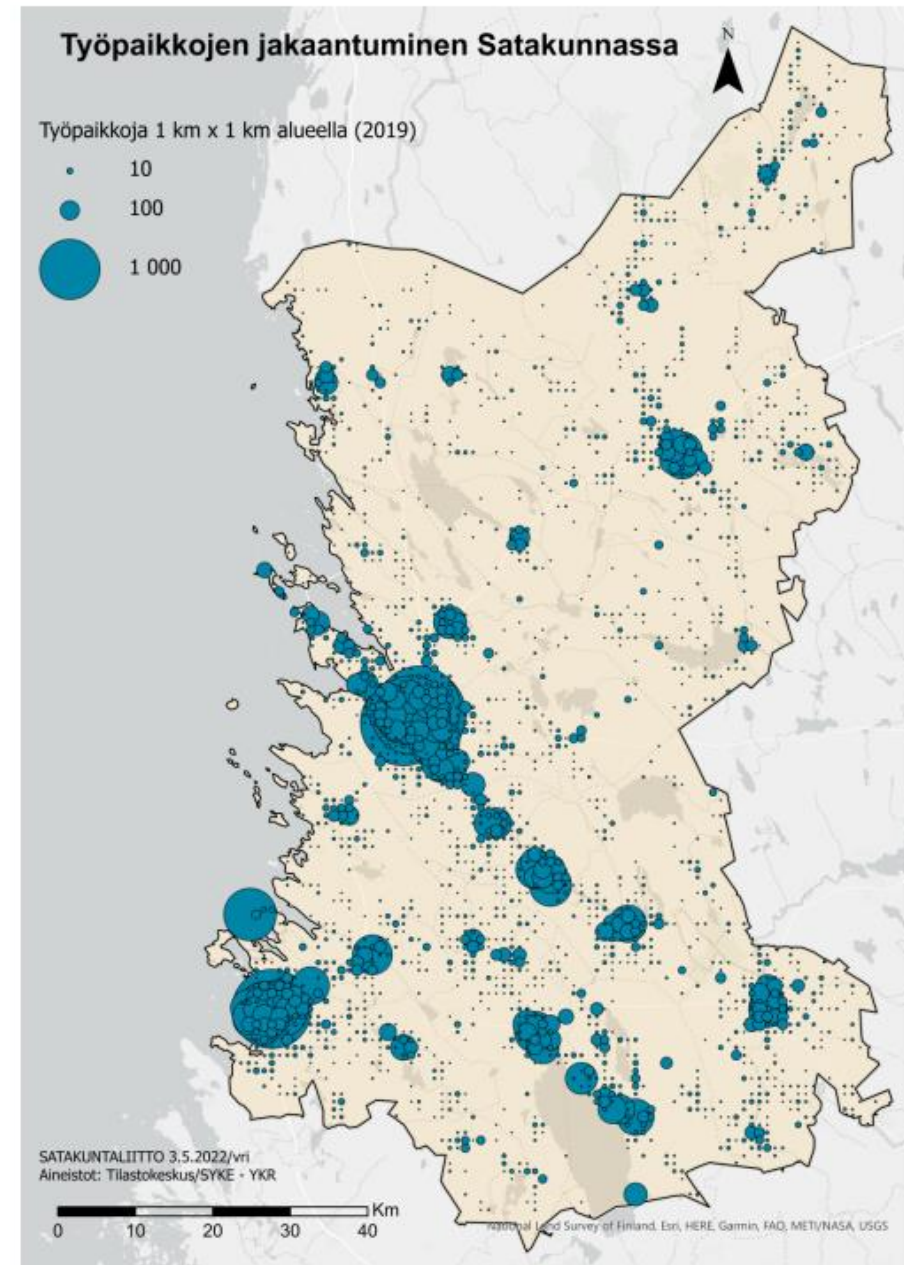 Työpaikkojen jakaantuminen Satakunnassa
N
Työpaikkoja 1 km x 1 km alueella (2019)
10
100
1 000
SATAKUNTALIITTO 3.5.2022/vri
Aineistot: Tilastokeskus/SYKE - YKR
Km
0 10 20 30 40
National Land Survey of Finland, Esri, HERE, Garmin, FAO, METI/NASA, USGS